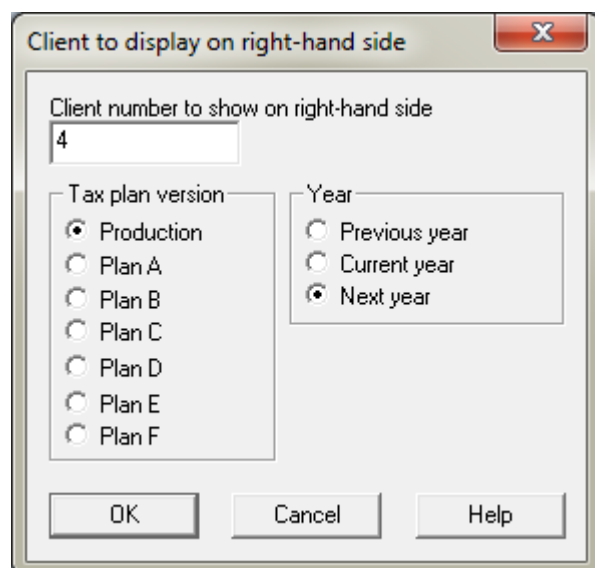 Client to display on right-hand side
Client number to show on right-hand side
4
Tax plan version
Production
Plan A
Plan B
Plan C
Plan D
Plan E
Plan F
Year
Previous year
Current year
Next year
OK Cancel Help